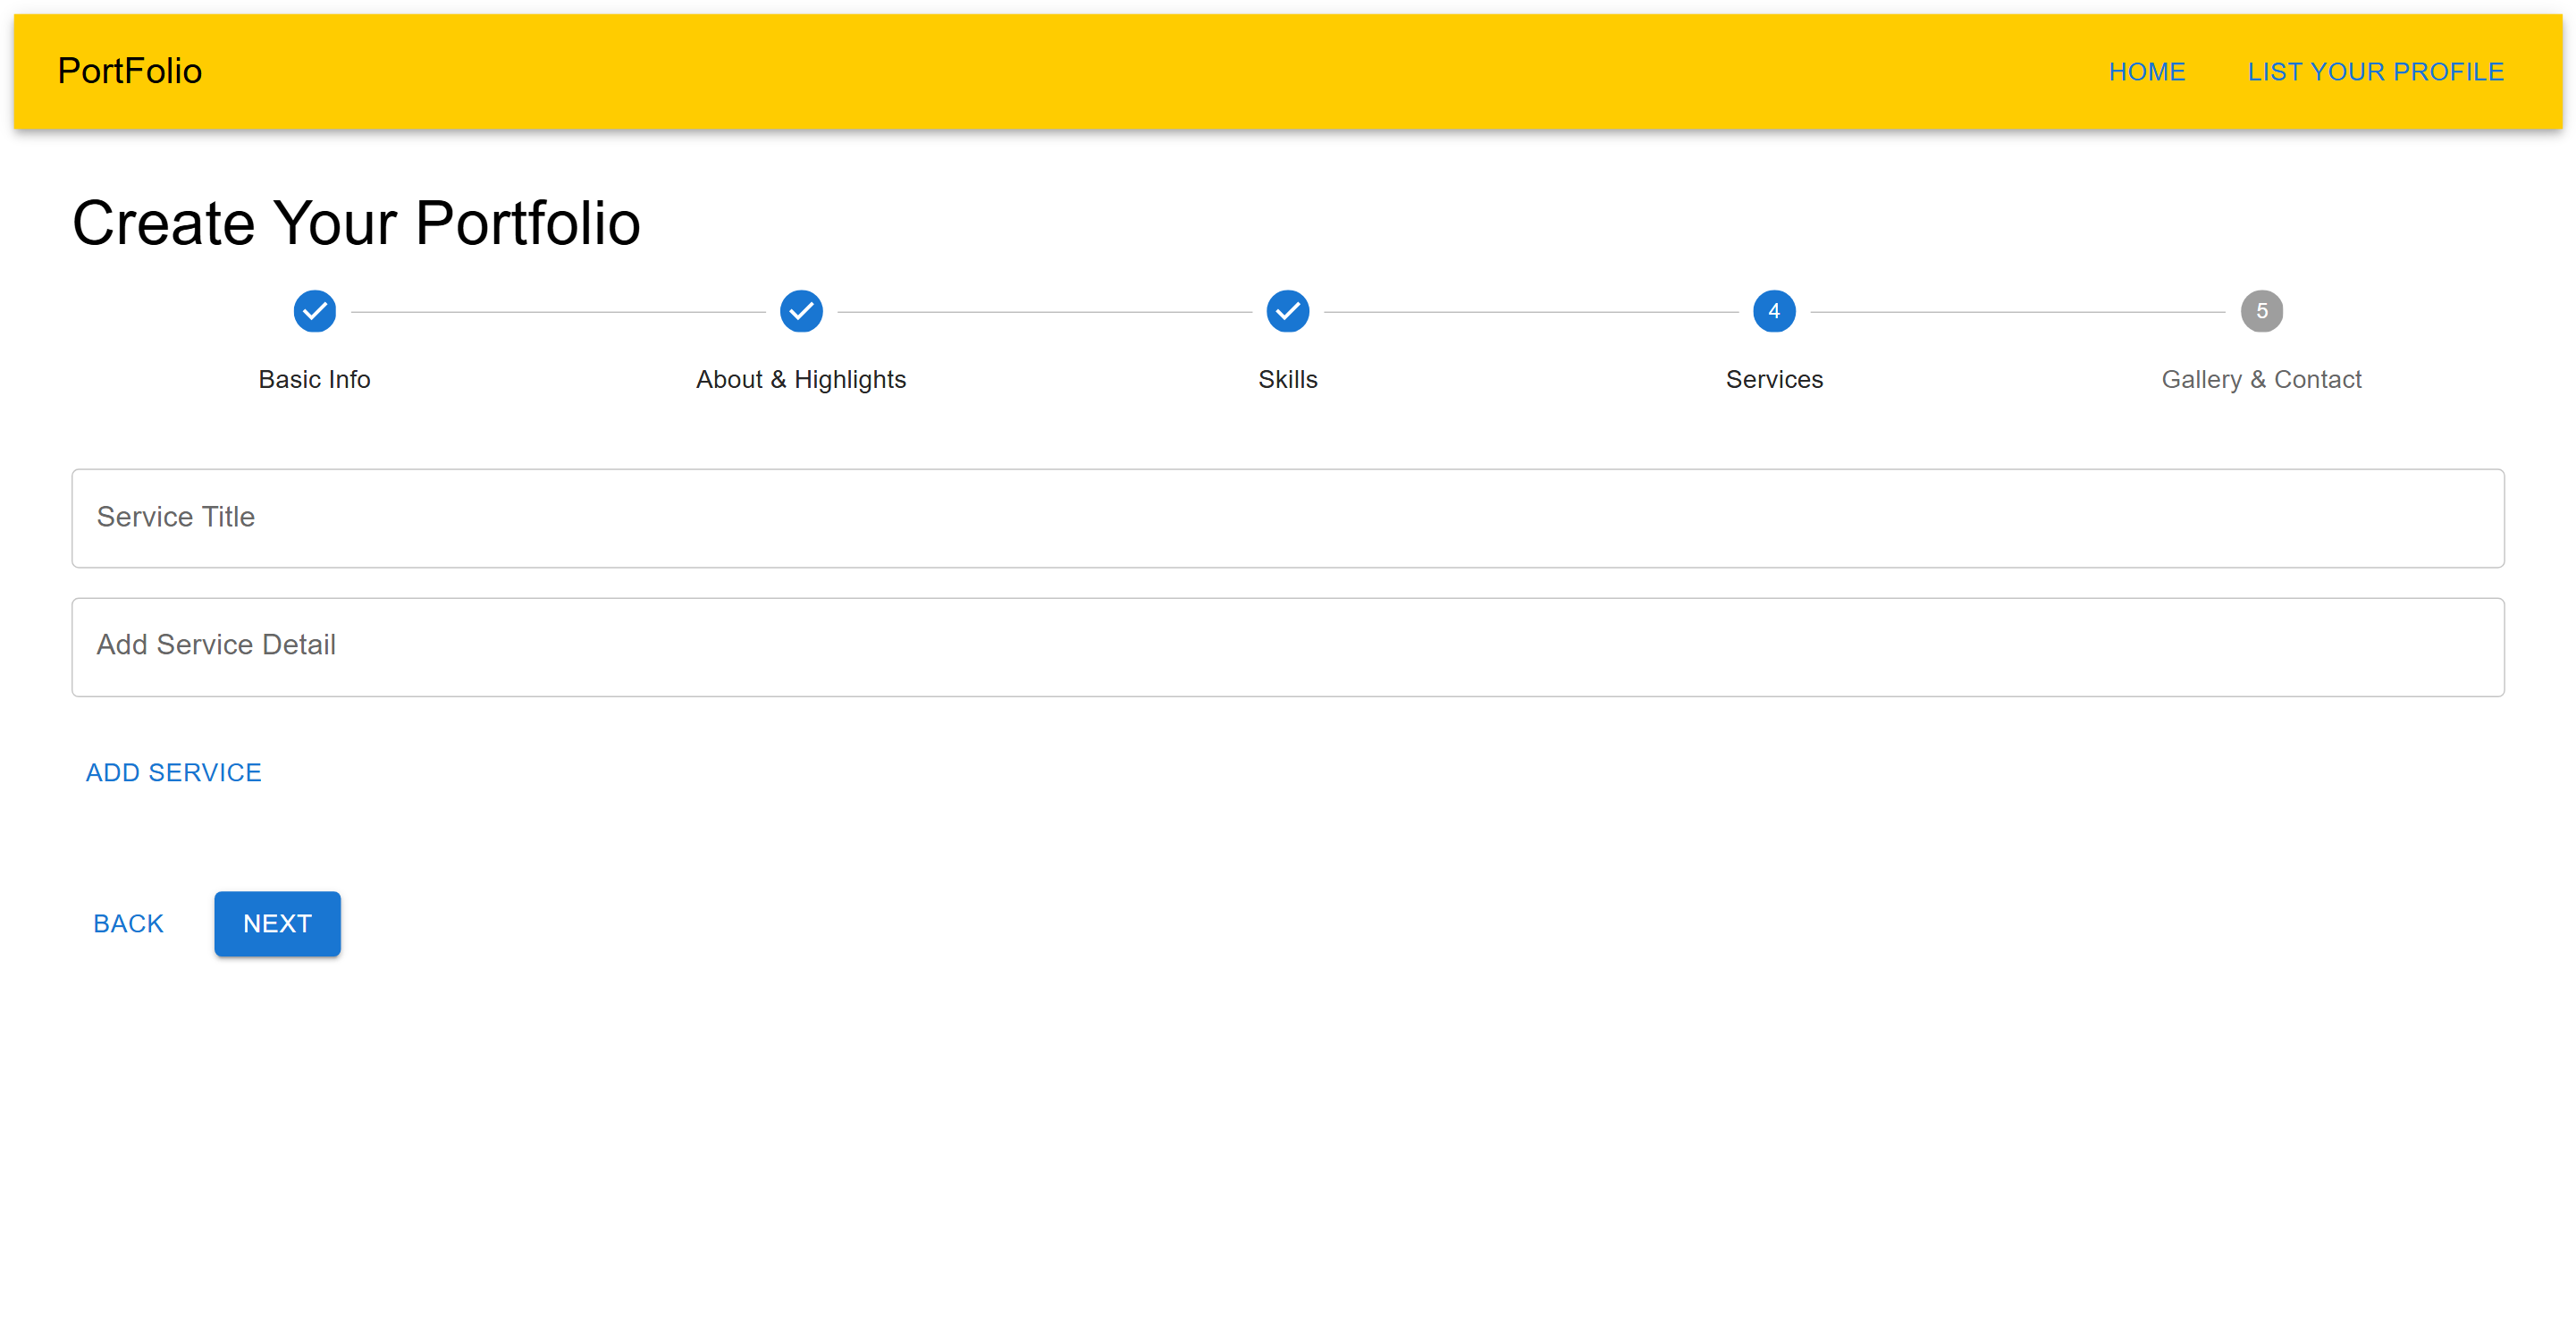 PortFolio
HOME LIST YOUR PROFILE
Create Your Portfolio
4 5
Basic Info About & Highlights Skills Services Gallery & Contact
Service Title
Add Service Detail
ADD SERVICE
BACK NEXT